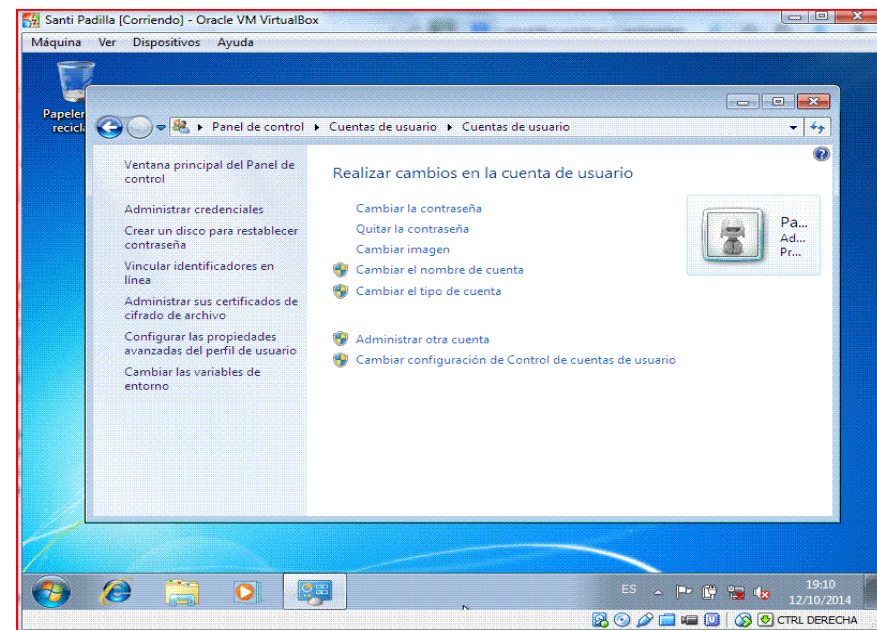 Santi Padilla [Corriendo] - Oracle VM VirtualBox
Máquina Ver Dispositivos Ayuda
Papeler
recicl
Panel de control Cuentas de usuario Cuentas de usuario
Ventana principal del Panel de
control
Administrar credenciales
Crear un disco para restablecer
contraseña
Vincular identificadores en
línea
Administrar sus certificados de
cifrado de archivo
Configurar las propiedades
avanzadas del perfil de usuario
Cambiar las variables de
entorno
Realizar cambios en la cuenta de usuario
Cambiar la contraseña
Quitar la contraseña
Cambiar imagen
Cambiar el nombre de cuenta
Cambiar el tipo de cuenta
Administrar otra cuenta
Cambiar configuración de Control de cuentas de usuario
Pa...
Ad...
Pr...
ES
19:10
12/10/2014
CTRL DERECHA